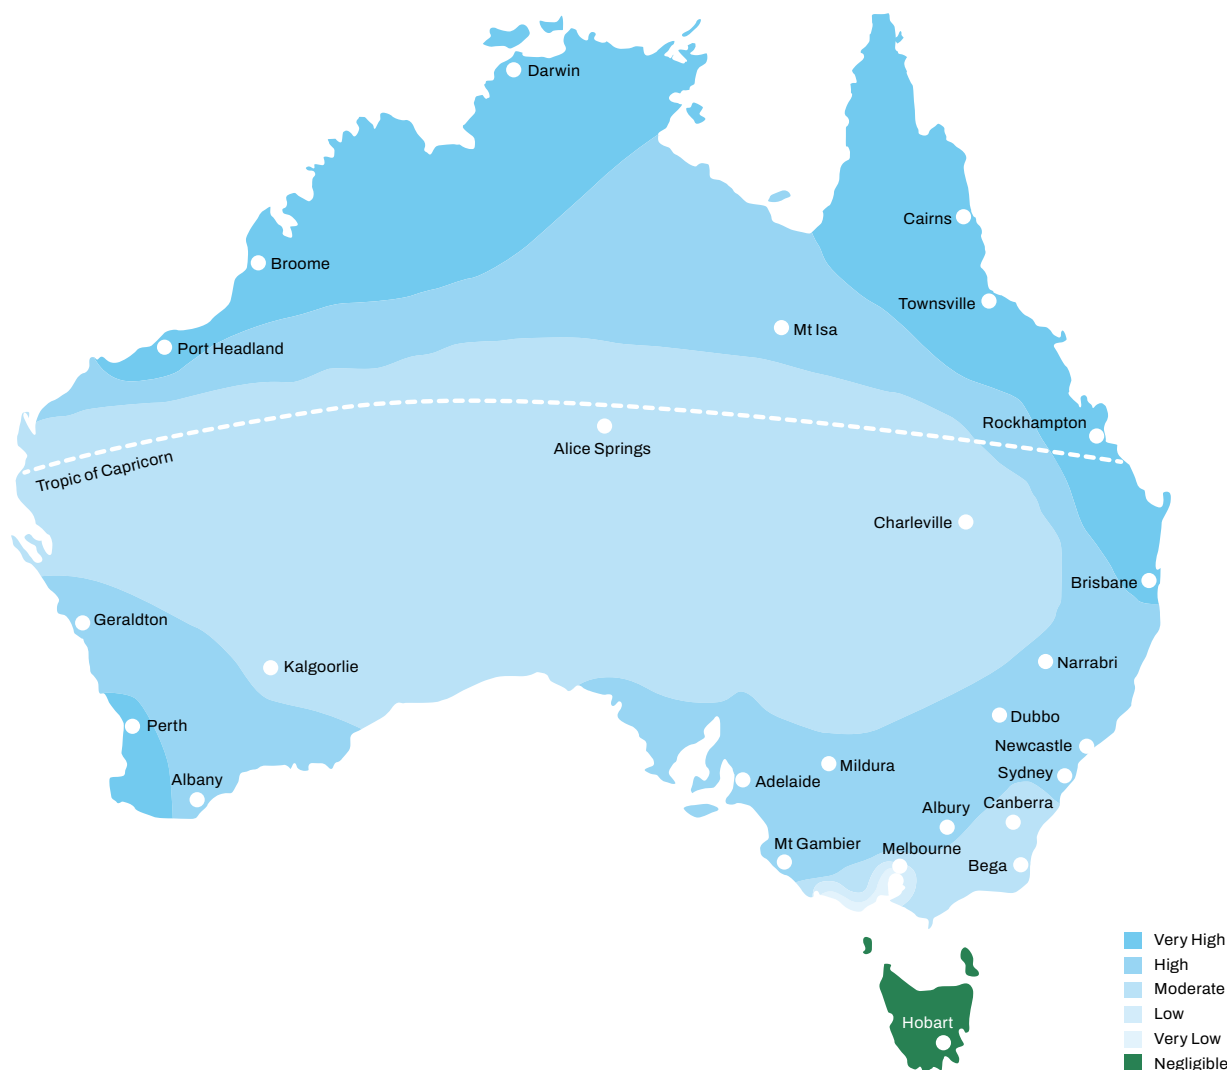 Darwin
Cairns
Broome
Townsville
Mt Isa
Port Headland
Rockhampton
Alice Springs
Tropic of Capricorn
Charleville
Brisbane
Geraldton
Kalgoorlie
Narrabri
Perth
Dubbo
Newcastle
Mildura
Sydney
Albany
Adelaide
Canberra
Albury
Mt Gambier
Melbourne
Bega
Very High
High
Moderate
Low
Hobart
Very Low
Negligible